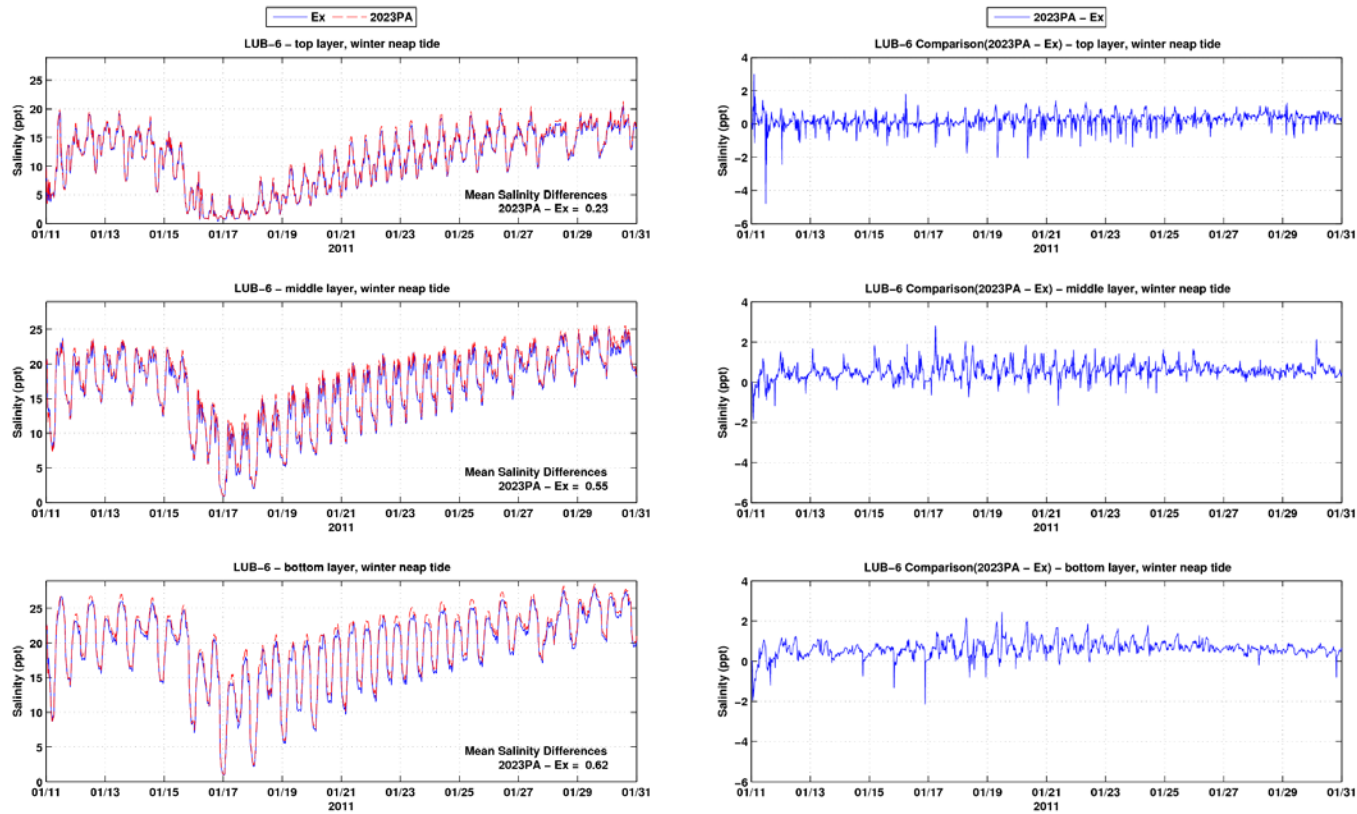 Ex 2023PA
LUB-6 - top layer, winter neap tide
Salinity (ppt)
25
20
15
10
5
0
Mean Salinity Differences
2023PA - Ex = 0.23
01/11 01/13 01/15 01/17 01/19 01/21 01/23 01/25 01/27 01/29 01/31
2011
2023PA - Ex
LUB-6 Comparison(2023PA - Ex) - top layer, winter neap tide
Salinity (ppt)
4
2
0
-2
-4
-6
01/11 01/13 01/15 01/17 01/19 01/21 01/23 01/25 01/27 01/29 01/31
2011
LUB-6 - middle layer, winter neap tide
Salinity (ppt)
25
20
15
10
5
0
Mean Salinity Differences
2023PA - Ex = 0.55
01/11 01/13 01/15 01/17 01/19 01/21 01/23 01/25 01/27 01/29 01/31
2011
LUB-6 Comparison(2023PA - Ex) - middle layer, winter neap tide
Salinity (ppt)
4
2
0
-2
-4
-6
01/11 01/13 01/15 01/17 01/19 01/21 01/23 01/25 01/27 01/29 01/31
2011
LUB-6 - bottom layer, winter neap tide
Salinity (ppt)
25
20
15
10
5
0
Mean Salinity Differences
2023PA - Ex = 0.62
01/11 01/13 01/15 01/17 01/19 01/21 01/23 01/25 01/27 01/29 01/31
2011
LUB-6 Comparison(2023PA - Ex) - bottom layer, winter neap tide
Salinity (ppt)
4
2
0
-2
-4
-6
01/11 01/13 01/15 01/17 01/19 01/21 01/23 01/25 01/27 01/29 01/31
2011